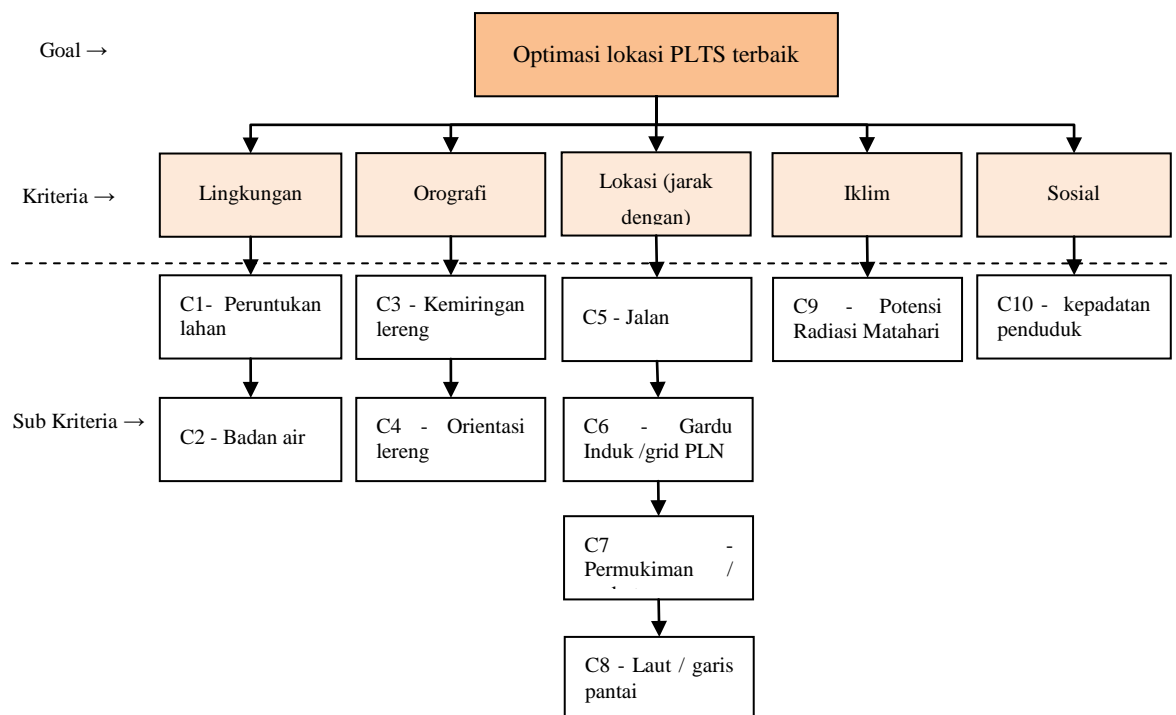 Goal →
Optimasi lokasi PLTS terbaik
Kriteria →
Lingkungan
Orografi
Lokasi (jarak
dengan)
Iklim
Sosial
Sub Kriteria →
C1- Peruntukan
lahan
C2 - Badan air
C3 - Kemiringan
lereng
C4 - Orientasi
lereng
C5 - Jalan
C6 - Gardu
Induk /grid PLN
C7 -
Permukiman /
C8 - Laut / garis
pantai
C9 - Potensi
Radiasi Matahari
C10 - kepadatan
penduduk